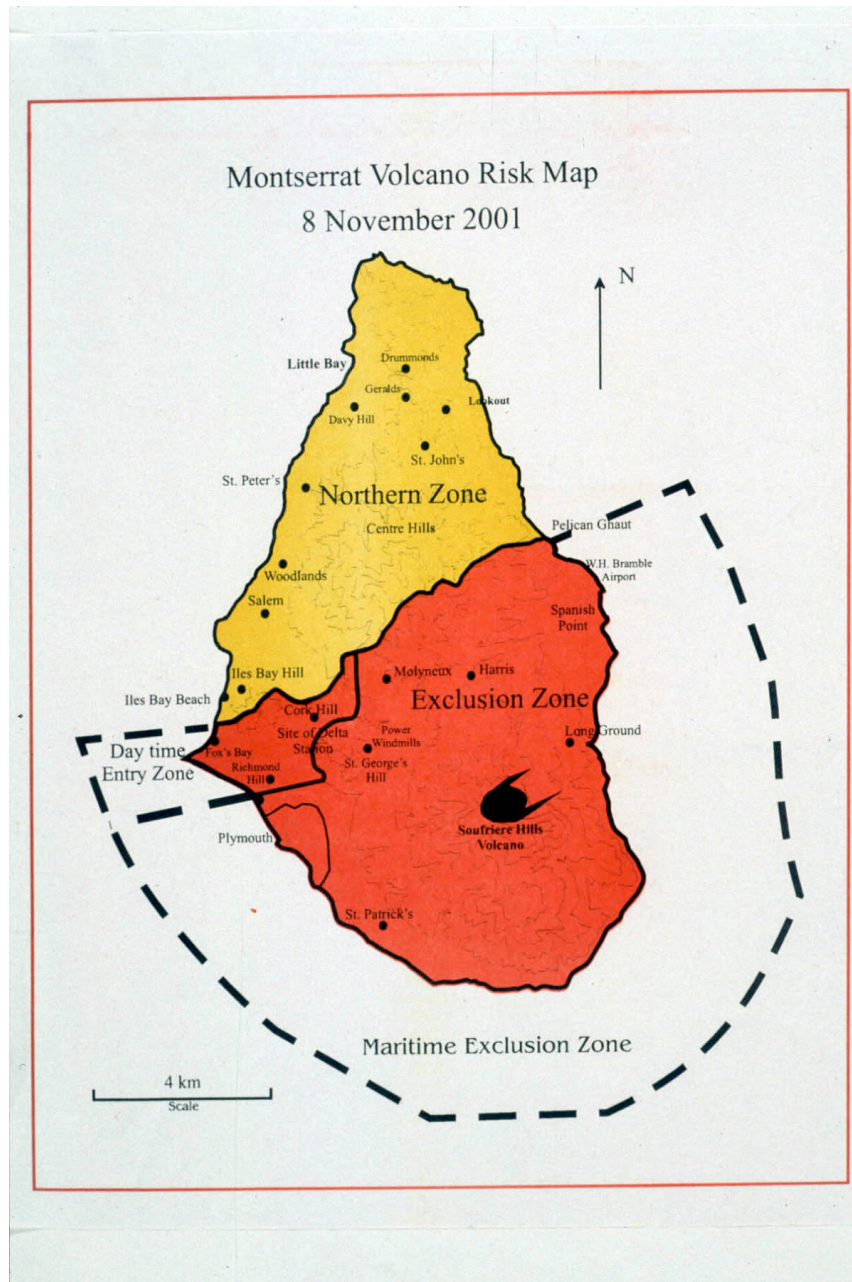 Montserrat Volcano Risk Map
8 November 2001
N
Little Bay
Drummonds
Geralds
Lookout
Davy Hill
St. John's
St. Peter's
Northern Zone
Centre Hills
Pelican Ghaut
W.H. Bramble
Airport
Woodlands
Salem
Spanish
Point
Iles Bay Hill
Molyneux
Harris
Iles Bay Beach
Exclusion Zone
Cork Hill
Site of Delta
Station
Power
Windmills
Long Ground
Day time
Entry Zone
Fox's Bay
Richmond
Hill
St. George's
Hill
Soufriere Hills
Volcano
Plymouth
St. Patrick's
Maritime Exclusion Zone
4 km
Scale